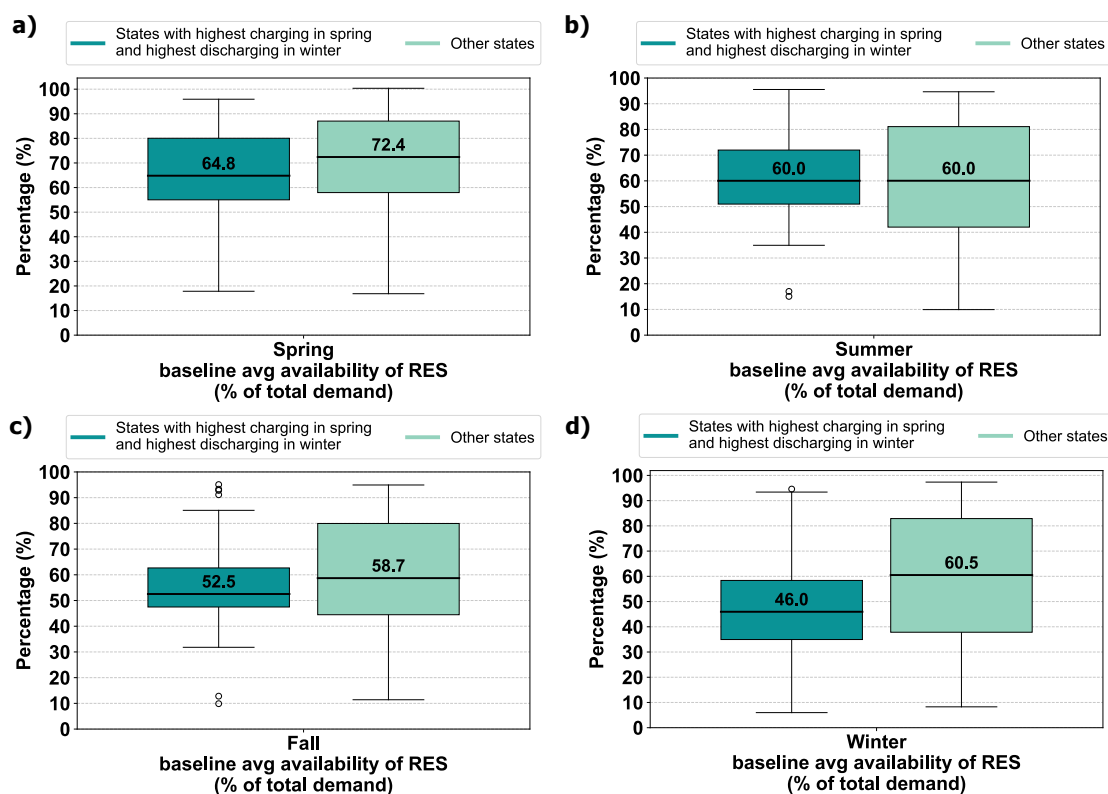 a)
States with highest charging in spring
and highest discharging in winter
Other states
Percentage (%)
100
90
80
70
60
50
40
30
20
10
0
64.8
72.4
Spring
baseline avg availability of RES
(% of total demand)
b)
States with highest charging in spring
and highest discharging in winter
Other states
Percentage (%)
100
90
80
70
60
50
40
30
20
10
0
60.0
60.0
Summer
baseline avg availability of RES
(% of total demand)
c)
States with highest charging in spring
and highest discharging in winter
Other states
Percentage (%)
100
90
80
70
60
50
40
30
20
10
0
52.5
58.7
Fall
baseline avg availability of RES
(% of total demand)
d)
States with highest charging in spring
and highest discharging in winter
Other states
Percentage (%)
100
90
80
70
60
50
40
30
20
10
0
46.0
60.5
Winter
baseline avg availability of RES
(% of total demand)